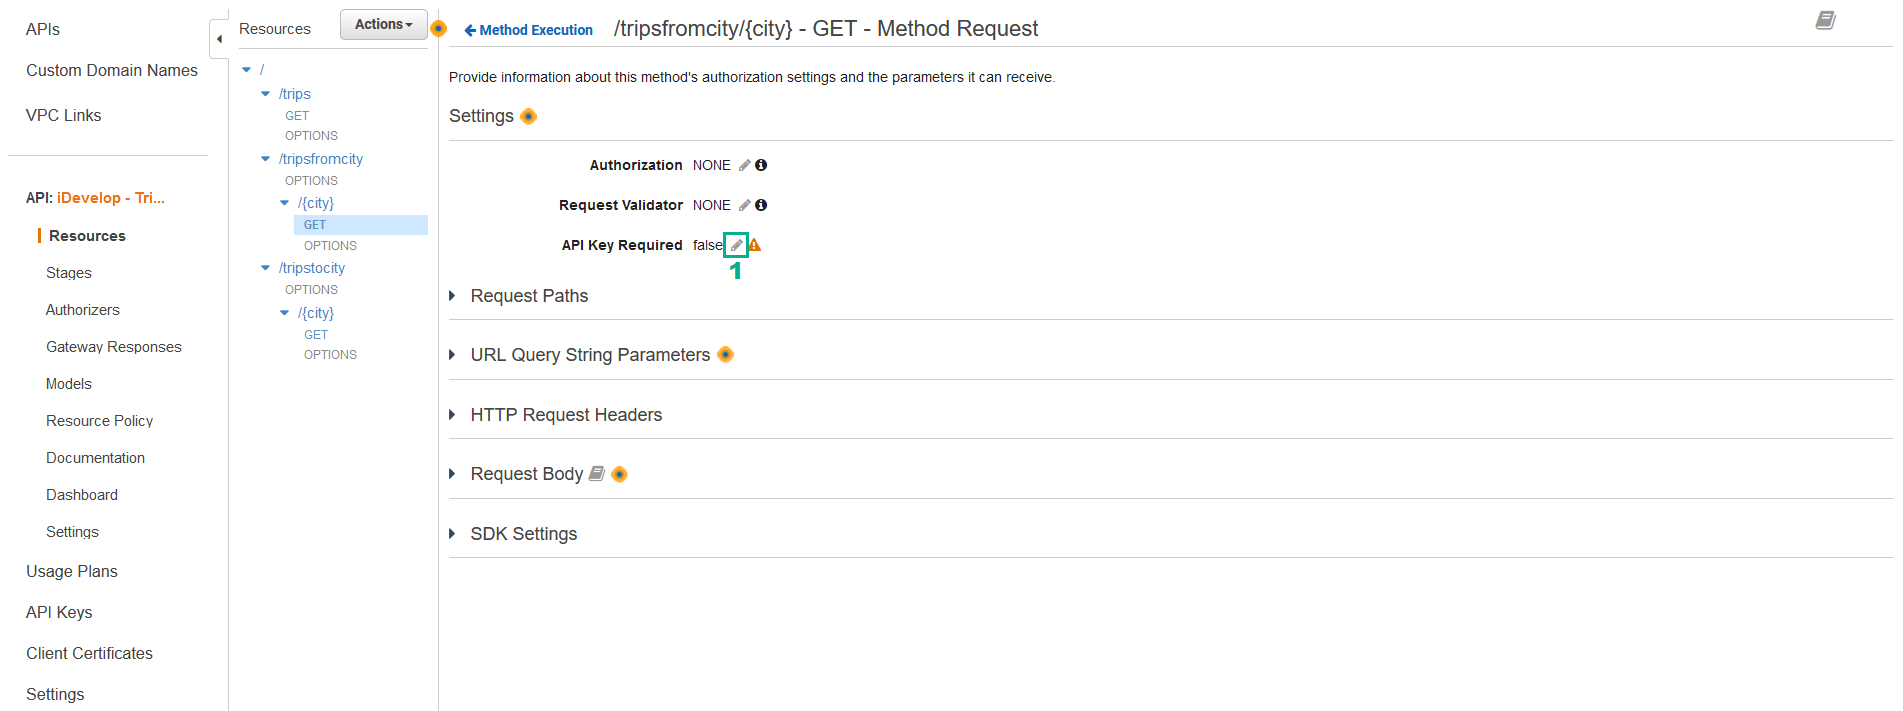 APIs
Custom Domain Names
VPC Links
API: iDevelop - Tri...
Resources
Stages
Authorizers
Gateway Responses
Models
Resource Policy
Documentation
Dashboard
Settings
Usage Plans
API Keys
Client Certificates
Settings
Resources
Actions
/
/trips
GET
OPTIONS
/tripsfromcity
OPTIONS
/{city}
GET
OPTIONS
/tripstocity
OPTIONS
/{city}
GET
OPTIONS
Method Execution /tripsfromcity/{city} - GET - Method Request
Provide information about this method's authorization settings and the parameters it can receive.
Settings
Authorization NONE
Request Validator NONE
API Key Required false
1
Request Paths
URL Query String Parameters
HTTP Request Headers
Request Body
SDK Settings